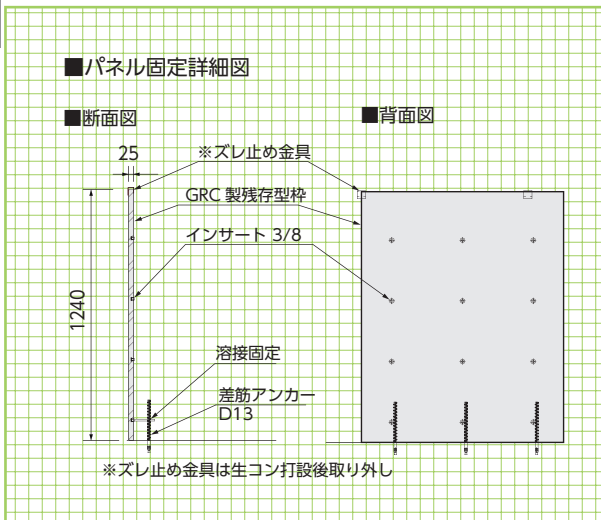 ■パネル固定詳細図
■断面図
■背面図
25
※ズレ止め金具
GRC 製残存型枠
インサート 3/8
1240
溶接固定
差筋アンカー
D13
※ズレ止め金具は生コン打設後取り外し